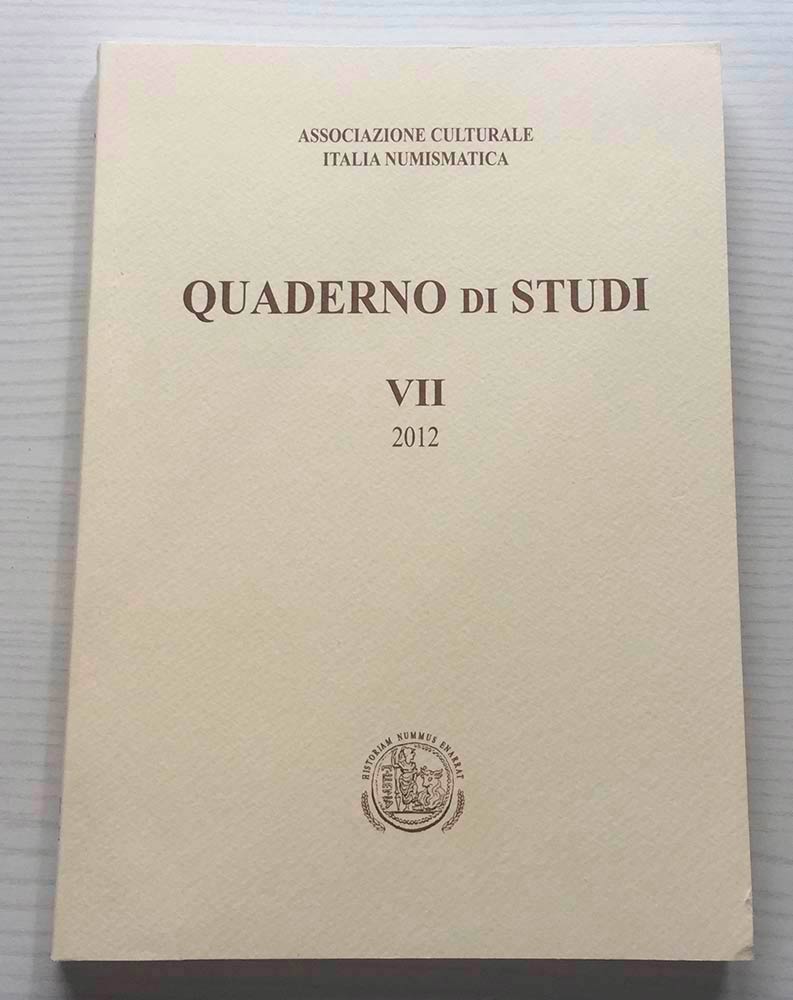 ASSOCIAZIONE CULTURALE
ITALIA NUMISMATICA
QUADERNO DI STUDI
VII
2012
HISTORIAM NUMMUS ENARRAT